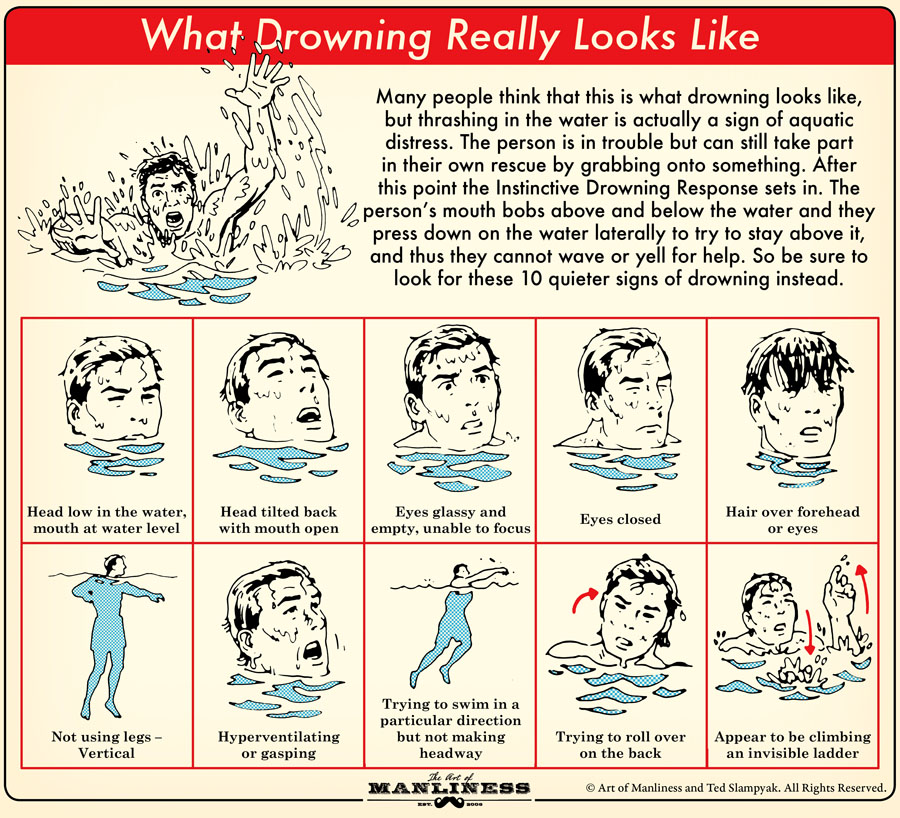 What Drowning Really Looks Like
Many people think that this is what drowning looks like,
but thrashing in the water is actually a sign of aquatic
distress. The person is in trouble but can still take part
in their own rescue by grabbing onto something. After
this point the Instinctive Drowning Response sets in. The
person's mouth bobs above and below the water and they
press down on the water laterally to try to stay above it,
and thus they cannot wave or yell for help. So be sure to
look for these 10 quieter signs of drowning instead.
Head low in the water,
mouth at water level
Head tilted back
with mouth open
Eyes glassy and
empty, unable to focus
Eyes closed
Hair over forehead
or eyes
Not using legs –
Vertical
Hyperventilating
or gasping
Trying to swim in a
particular direction
but not making
headway
Trying to roll over
on the back
Appear to be climbing
an invisible ladder
The Art of
MANLINESS
EST. 2008
© Art of Manliness and Ted Slampyak. All Rights Reserved.